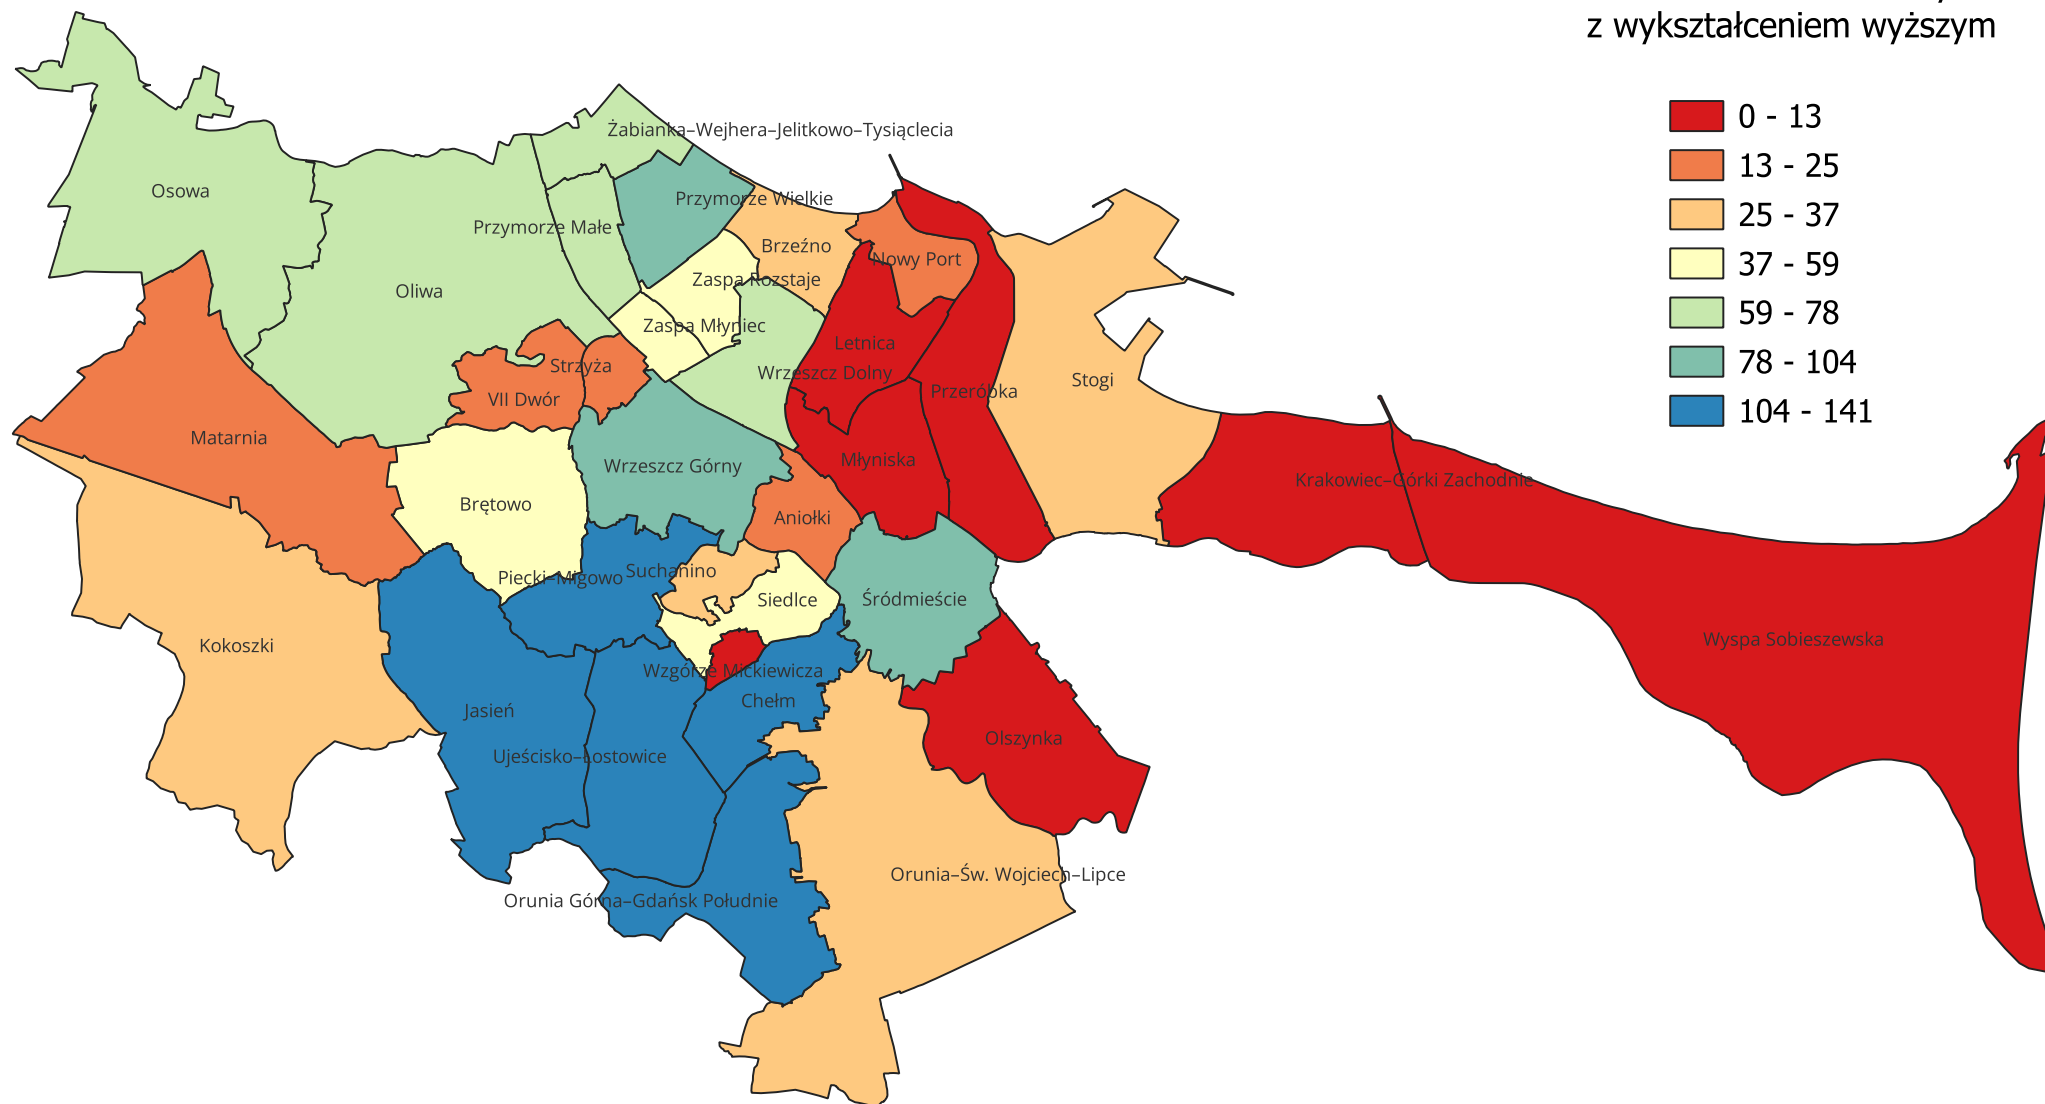 z wykształceniem wyższym
0 - 13
13 - 25
25 - 37
37 - 59
59 - 78
78 - 104
104 - 141
Żabianka–Wejhera–Jelitkowo–Tysiąclecia
Osowa
Przymorze Wielkie
Przymorze Małe
Brzeźno
Nowy Port
Zaspa Rozstaje
Oliwa
Zaspa Młyniec
Letnica
Strzyża
Wrzeszcz Dolny
Stogi
Przeróbka
VII Dwór
Matarnia
Młyniska
Wrzeszcz Górny
Krakowiec–Górki Zachodnie
Brętowo
Aniołki
Suchanino
Piecki–Migowo
Siedlce
Śródmieście
Wyspa Sobieszewska
Kokoszki
Wzgórze Mickiewicza
Chełm
Jasień
Olszynka
Ujeścisko–Łostowice
Orunia–Św. Wojciech–Lipce
Orunia Górna–Gdańsk Południe